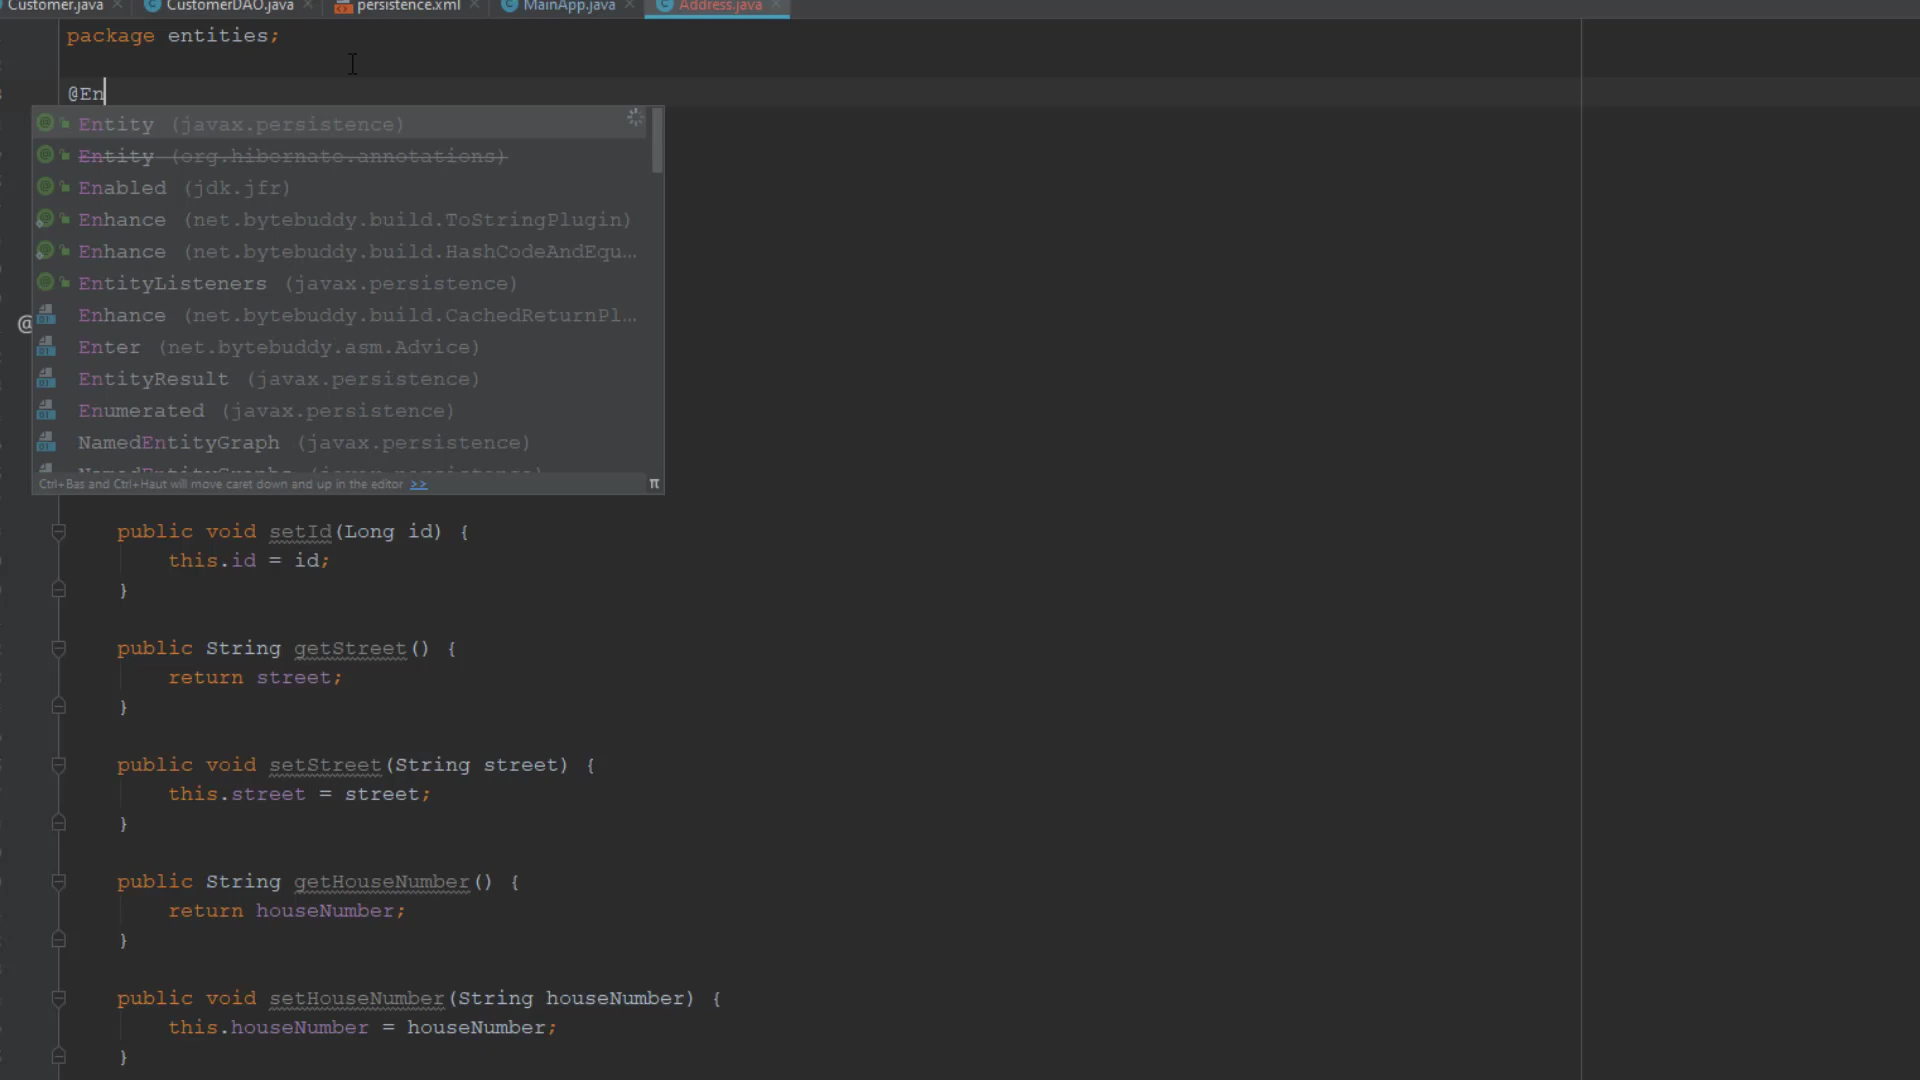 Customer.java CustomerDAO.java persistence.xml MainApp.java Address.java
package entities;
@En
Entity (javax.persistence)
Entity (org.hibernate.annotations)
Enabled (jdk.jfr)
Enhance (net.bytebuddy.build.ToStringPlugin)
Enhance (net.bytebuddy.build.HashCodeAndEqu...
EntityListeners (javax.persistence)
Enhance (net.bytebuddy.build.CachedReturnPl...
@
Enter (net.bytebuddy.asm.Advice)
EntityResult (javax.persistence)
Enumerated (javax.persistence)
NamedEntityGraph (javax.persistence)
NamedEntityGraphs (javax.persistence)
Ctrl+Bas and Ctrl+Haut will move caret down and up in the editor >> π
public void setId(Long id) {
this.id = id;
}
public String getStreet() {
return street;
}
public void setStreet(String street) {
this.street = street;
}
public String getHouseNumber() {
return houseNumber;
}
public void setHouseNumber(String houseNumber) {
this.houseNumber = houseNumber;
}